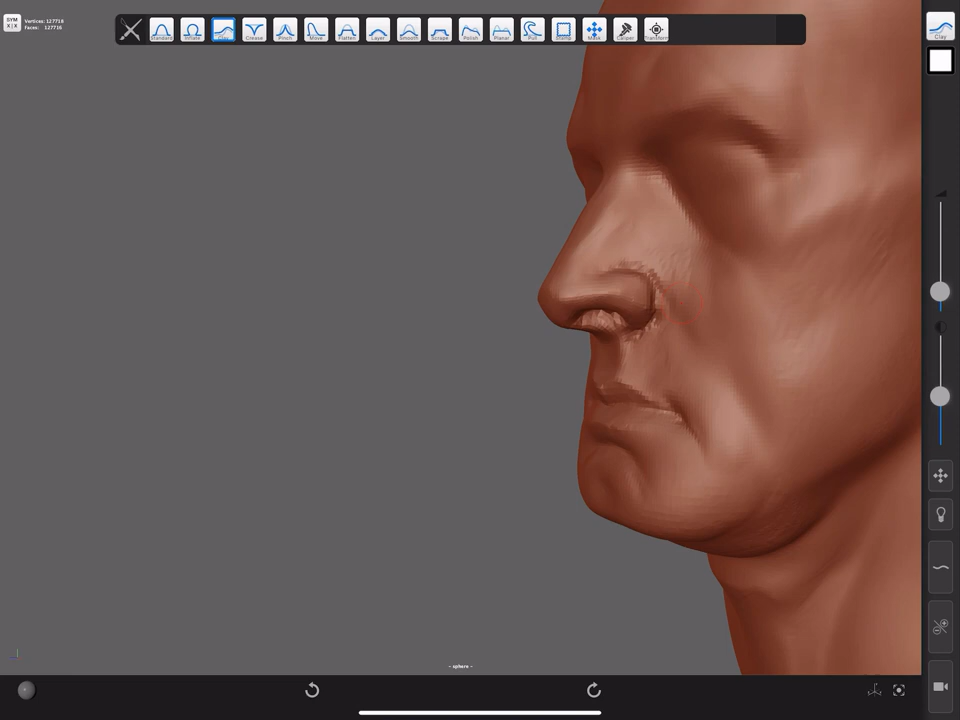 SYM
X|X
Vertices: 127718
Faces: 127716
Standard
Inflate
Clay
Crease
Pinch
Move
Flatten
Layer
Smooth
Scrape
Polish
Planar
Pull
Stamp
Mask
Caliper
Transform
Clay
- sphere -